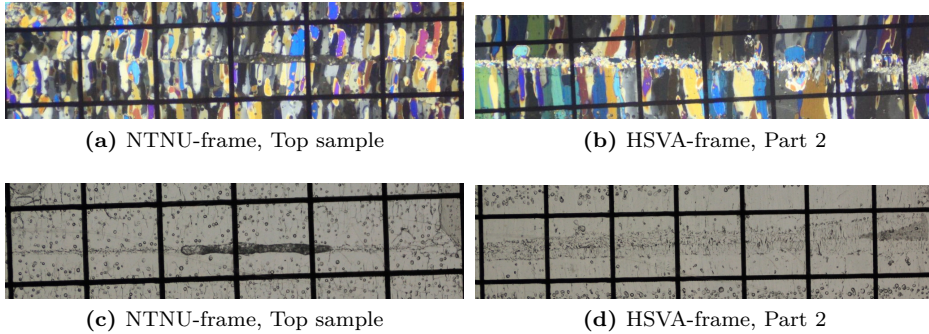 (a) NTNU-frame, Top sample
(b) HSVA-frame, Part 2
(c) NTNU-frame, Top sample
(d) HSVA-frame, Part 2